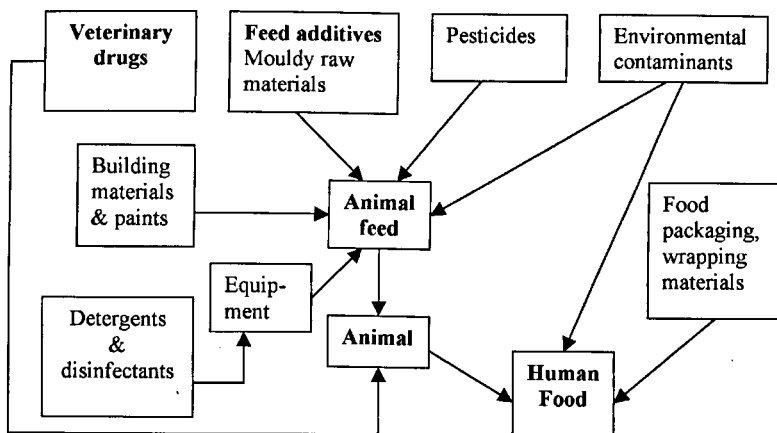 Veterinary
drugs
Feed additives
Mouldy raw
materials
Pesticides
Environmental
contaminants
Building
materials
& paints
Animal
feed
Food
packaging,
wrapping
materials
Equip-
ment
Detergents
&
disinfectants
Animal
Human
Food